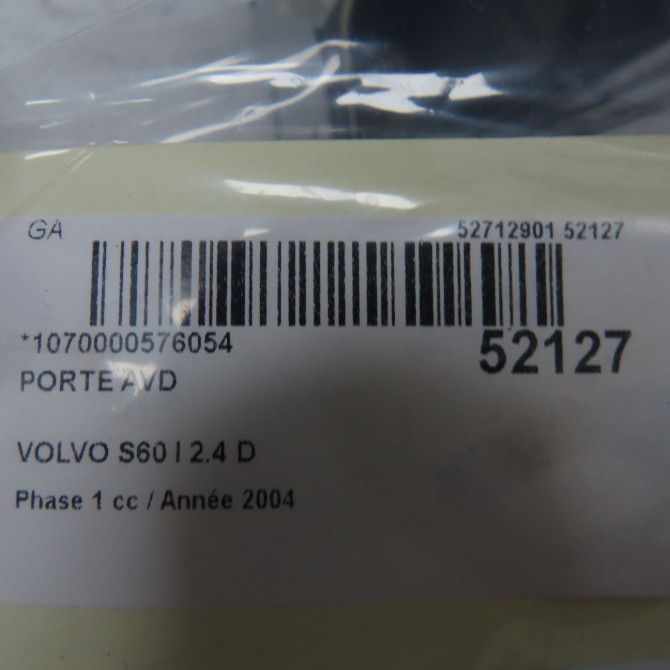 GA 52712901 52127
*1070000576054 52127
PORTE AVD
VOLVO S60 I 2.4 D
Phase 1 cc / Année 2004